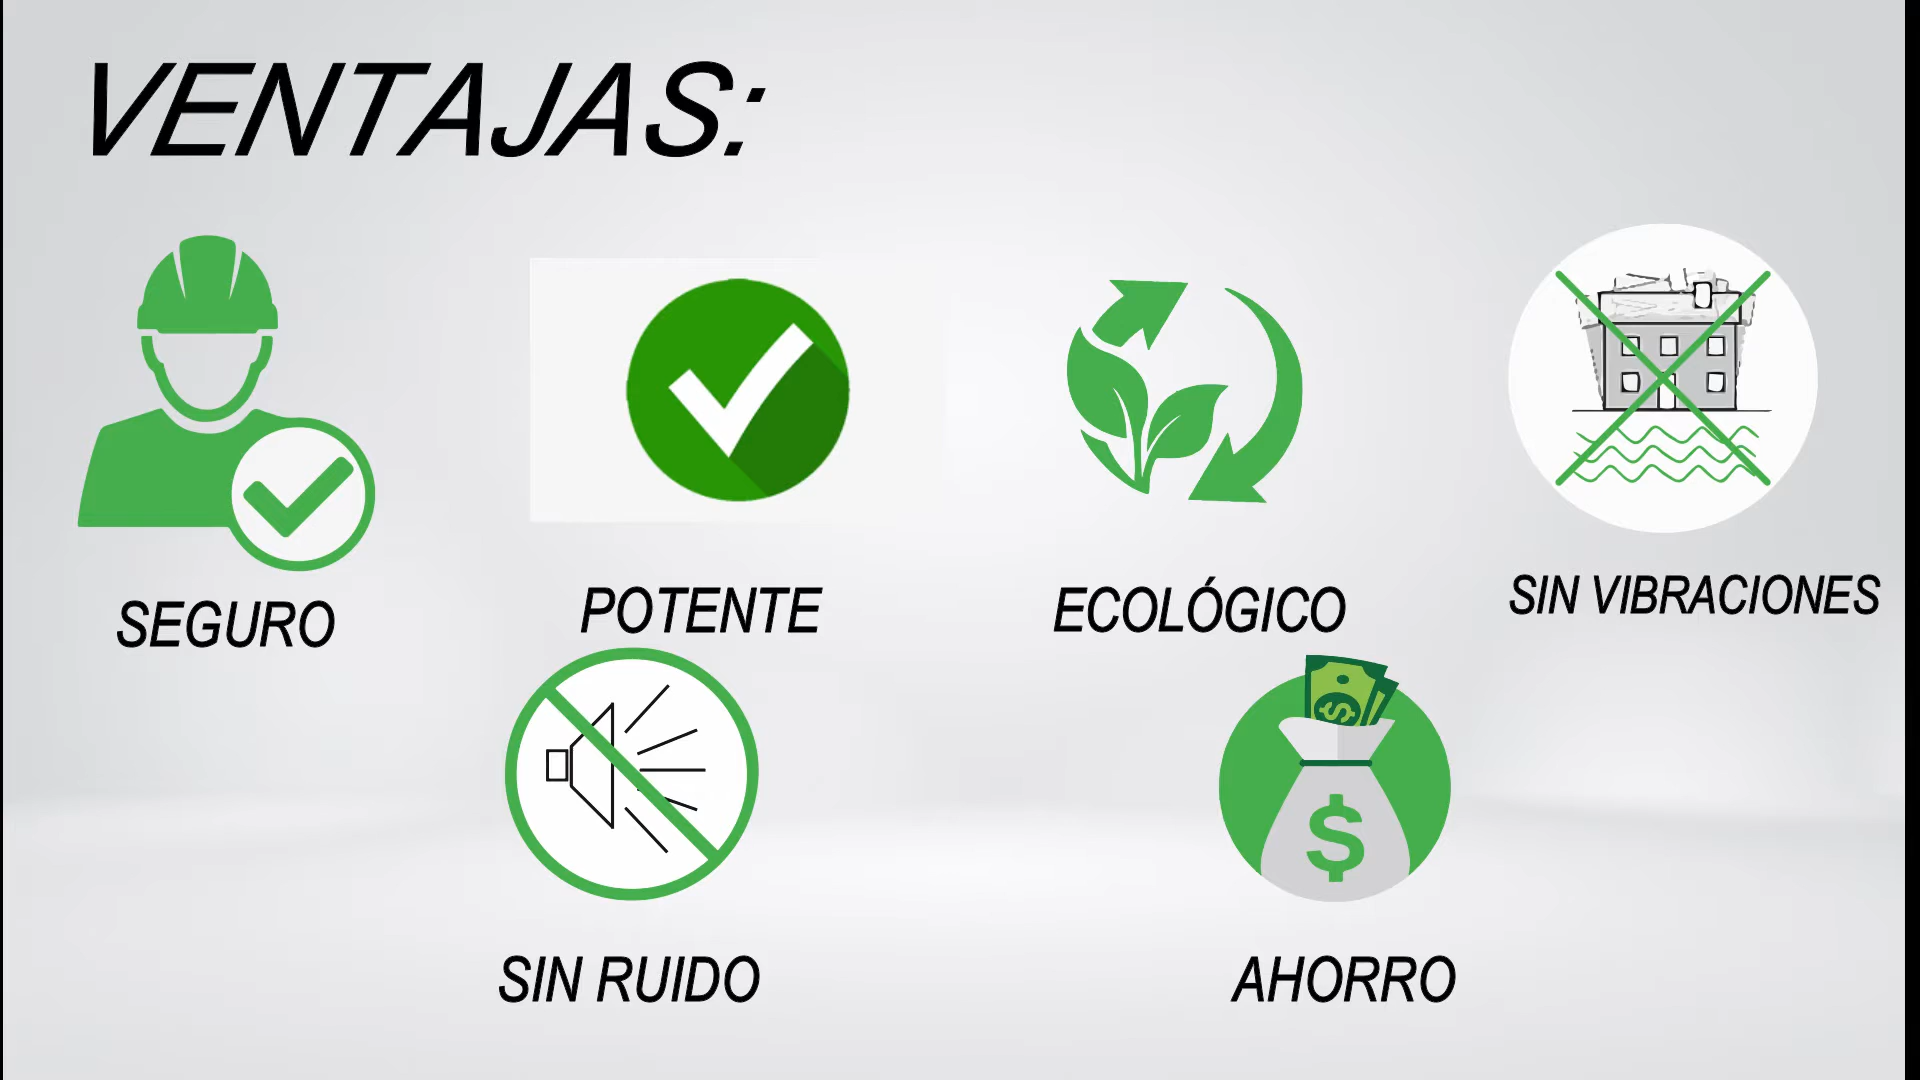 VENTAJAS:
SEGURO
POTENTE
ECOLÓGICO
SIN VIBRACIONES
$
$
SIN RUIDO
AHORRO